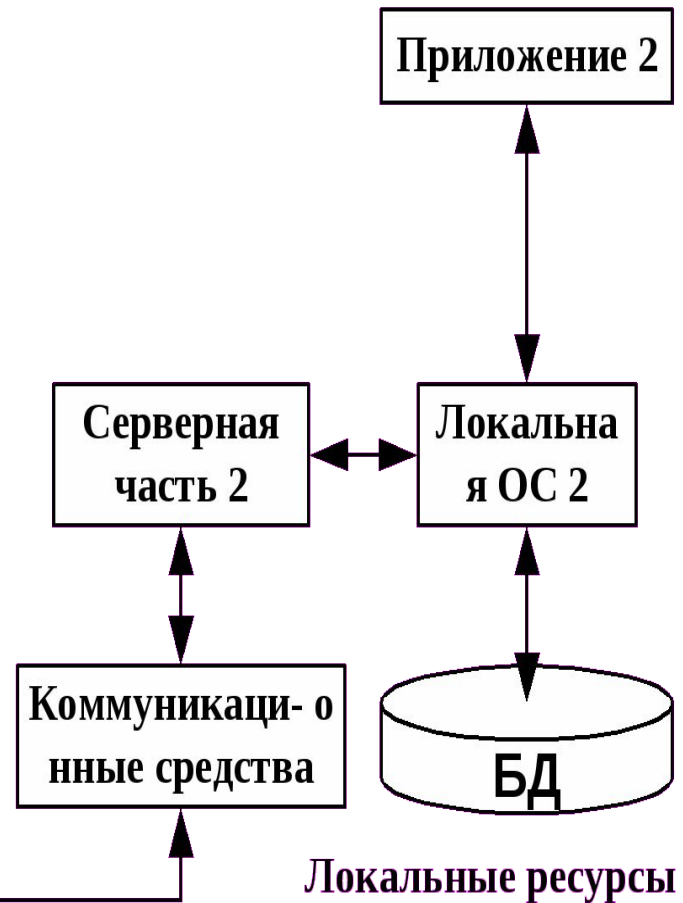 Приложение 2
Серверная
часть 2
Локальна
я ОС 2
Коммуникаци- о
нные средства
БД
Локальные ресурсы